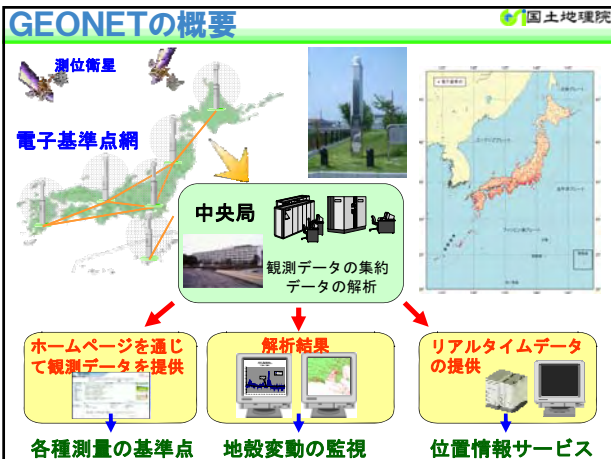 GEONETの概要
国土地理院
測位衛星
電子基準点網
中央局
観測データの集約
データの解析
ホームページを通じ
て観測データを提供
解析結果
リアルタイムデータ
の提供
各種測量の基準点
地殻変動の監視
位置情報サービス